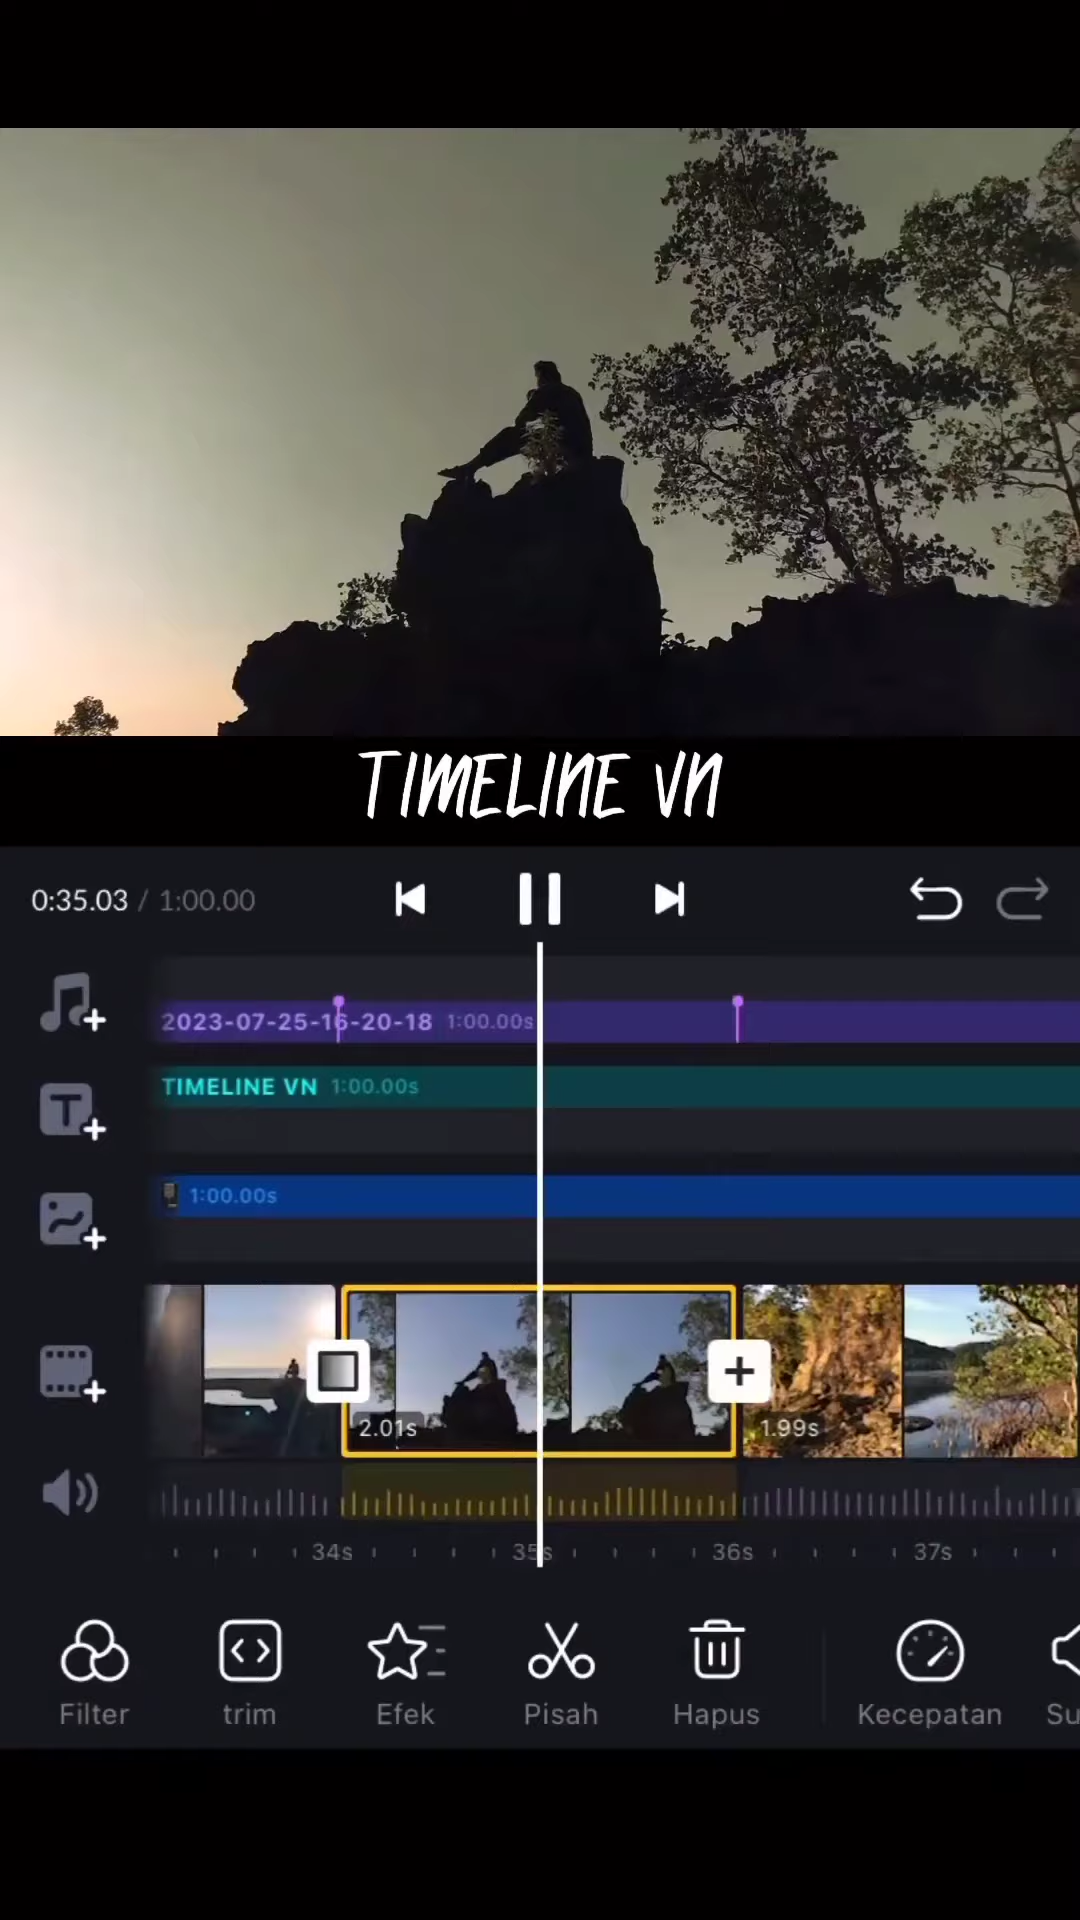 TIMELINE VN
0:35.03 / 1:00.00
2023-07-25-16-20-18 1:00.00s
TIMELINE VN 1:00.00s
1:00.00s
2.01s 1.99s
34s 35s 36s 37s
Filter trim Efek Pisah Hapus Kecepatan Su